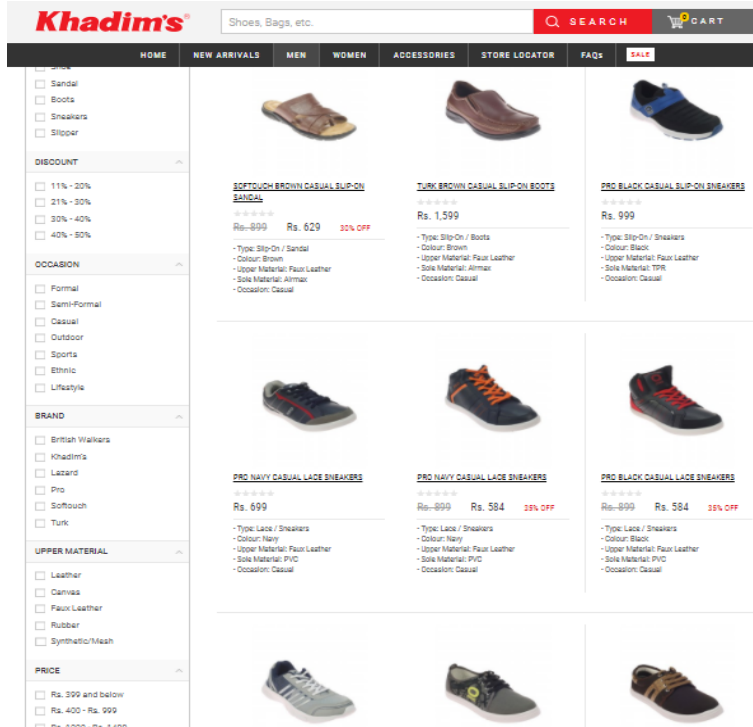 Khadim's
Shoes, Bags, etc.
SEARCH
0
CART
HOME
NEW ARRIVALS
MEN
WOMEN
ACCESSORIES
STORE LOCATOR
FAQs
SALE
Shoe
Sandal
Boots
Sneakers
Slipper
DISCOUNT
11% - 20%
21% - 30%
30% - 40%
40% - 50%
OCCASION
Formal
Semi-Formal
Casual
Outdoor
Sports
Ethnic
Lifestyle
BRAND
British Walkers
Khadim's
Lazard
Pro
Softouch
Turk
UPPER MATERIAL
Leather
Canvas
Faux Leather
Rubber
Synthetic/Mesh
PRICE
Rs. 399 and below
Rs. 400 - Rs. 999
SOFTOUCH BROWN CASUAL SLIP-ON
SANDAL
Rs. 899 Rs. 629 30% OFF
- Type: Slip-On / Sandal
- Colour: Brown
- Upper Material: Faux Leather
- Sole Material: Airmax
- Occasion: Casual
TURK BROWN CASUAL SLIP-ON BOOTS
Rs. 1,599
- Type: Slip-On / Boots
- Colour: Brown
- Upper Material: Faux Leather
- Sole Material: Airmax
- Occasion: Casual
PRO BLACK CASUAL SLIP-ON SNEAKERS
Rs. 999
- Type: Slip-On / Sneakers
- Colour: Black
- Upper Material: Faux Leather
- Sole Material: TPR
- Occasion: Casual
PRO NAVY CASUAL LACE SNEAKERS
Rs. 699
- Type: Lace / Sneakers
- Colour: Navy
- Upper Material: Faux Leather
- Sole Material: PVC
- Occasion: Casual
PRO NAVY CASUAL LACE SNEAKERS
Rs. 899 Rs. 584 35% OFF
- Type: Lace / Sneakers
- Colour: Navy
- Upper Material: Faux Leather
- Sole Material: PVC
- Occasion: Casual
PRO BLACK CASUAL LACE SNEAKERS
Rs. 899 Rs. 584 35% OFF
- Type: Lace / Sneakers
- Colour: Black
- Upper Material: Faux Leather
- Sole Material: PVC
- Occasion: Casual